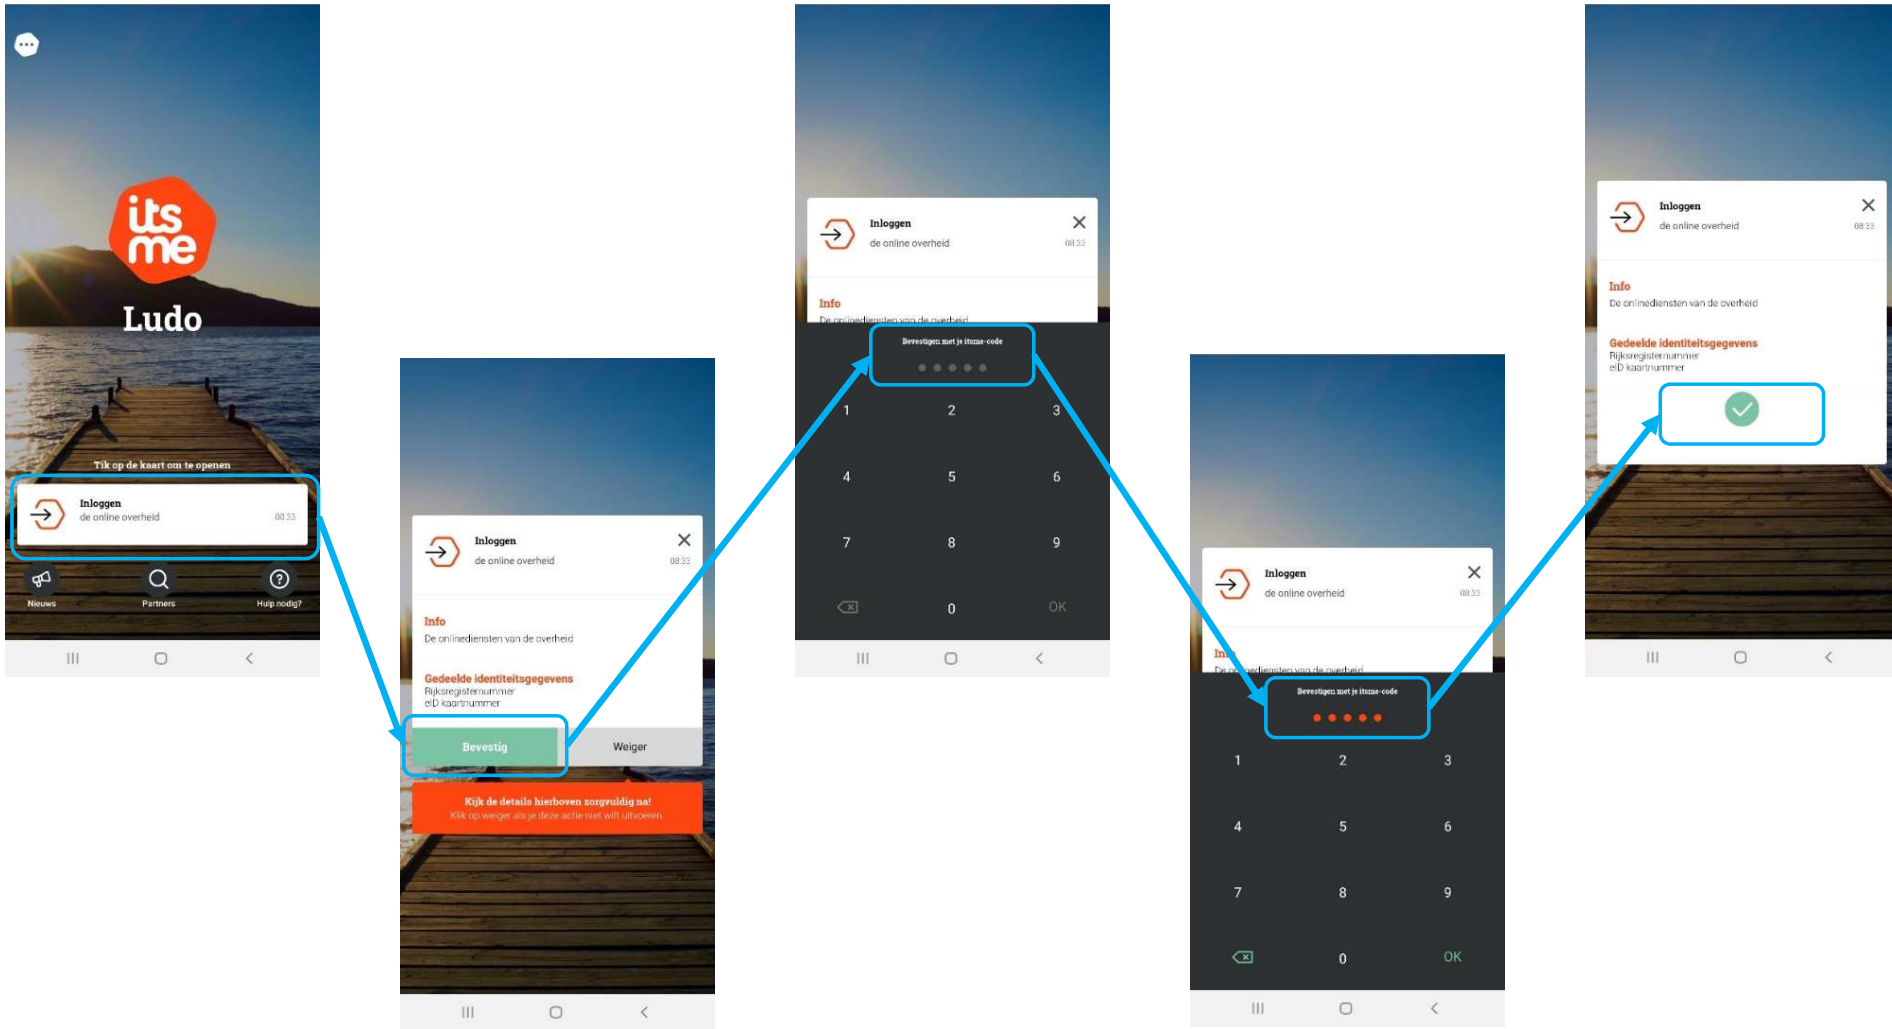 its
me
Ludo
Tik op de kaart om te openen
Inloggen
de online overheid
08:33
Nieuws
Partners
Hulp nodig?
Inloggen
de online overheid
08:33
Info
De onlinediensten van de overheid
Gedeelde identiteitsgegevens
Rijksregisternummer
eID kaartnummer
Bevestig
Weiger
Kijk de details hierboven zorgvuldig na!
Klik op weiger als je deze actie niet wilt uitvoeren.
Inloggen
de online overheid
08:33
Info
De onlinediensten van de overheid
Bevestigen met je itsme-code
1 2 3
4 5 6
7 8 9
0 OK
Inloggen
de online overheid
08:33
Info
De onlinediensten van de overheid
Bevestigen met je itsme-code
1 2 3
4 5 6
7 8 9
0 OK
Inloggen
de online overheid
08:33
Info
De onlinediensten van de overheid
Gedeelde identiteitsgegevens
Rijksregisternummer
eID kaartnummer